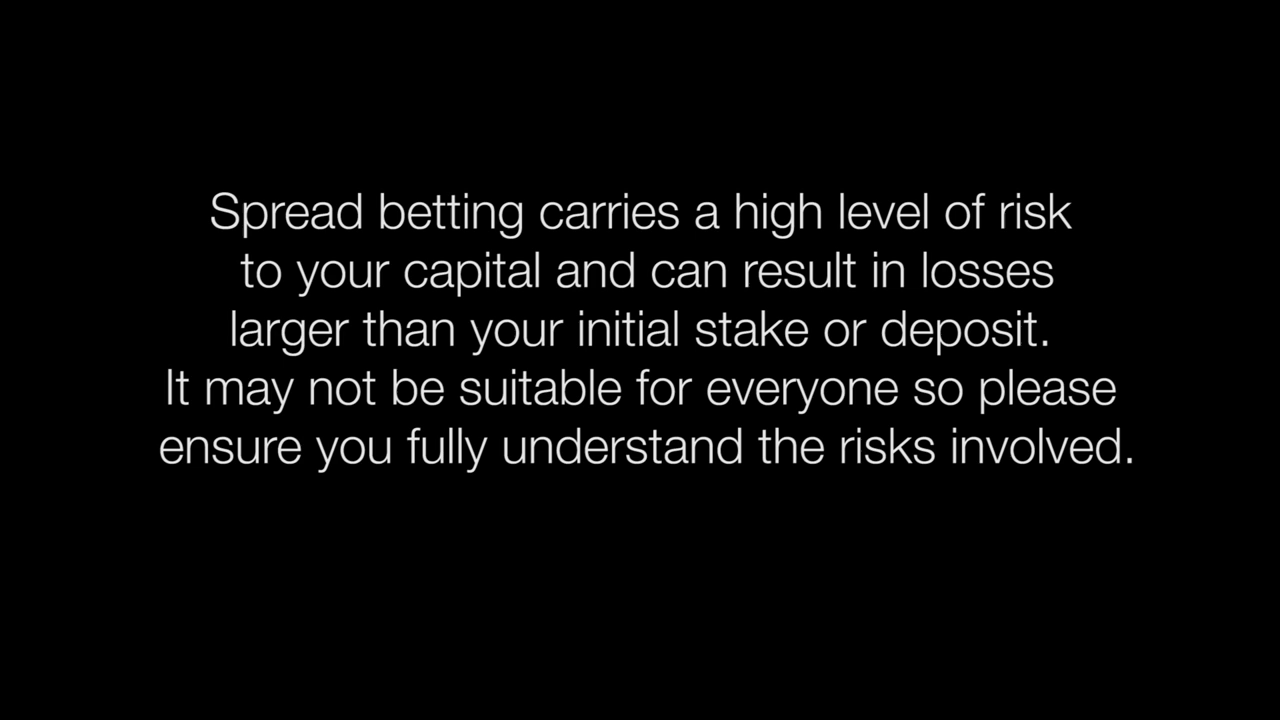 Spread betting carries a high level of risk
to your capital and can result in losses
larger than your initial stake or deposit.
It may not be suitable for everyone so please
ensure you fully understand the risks involved.